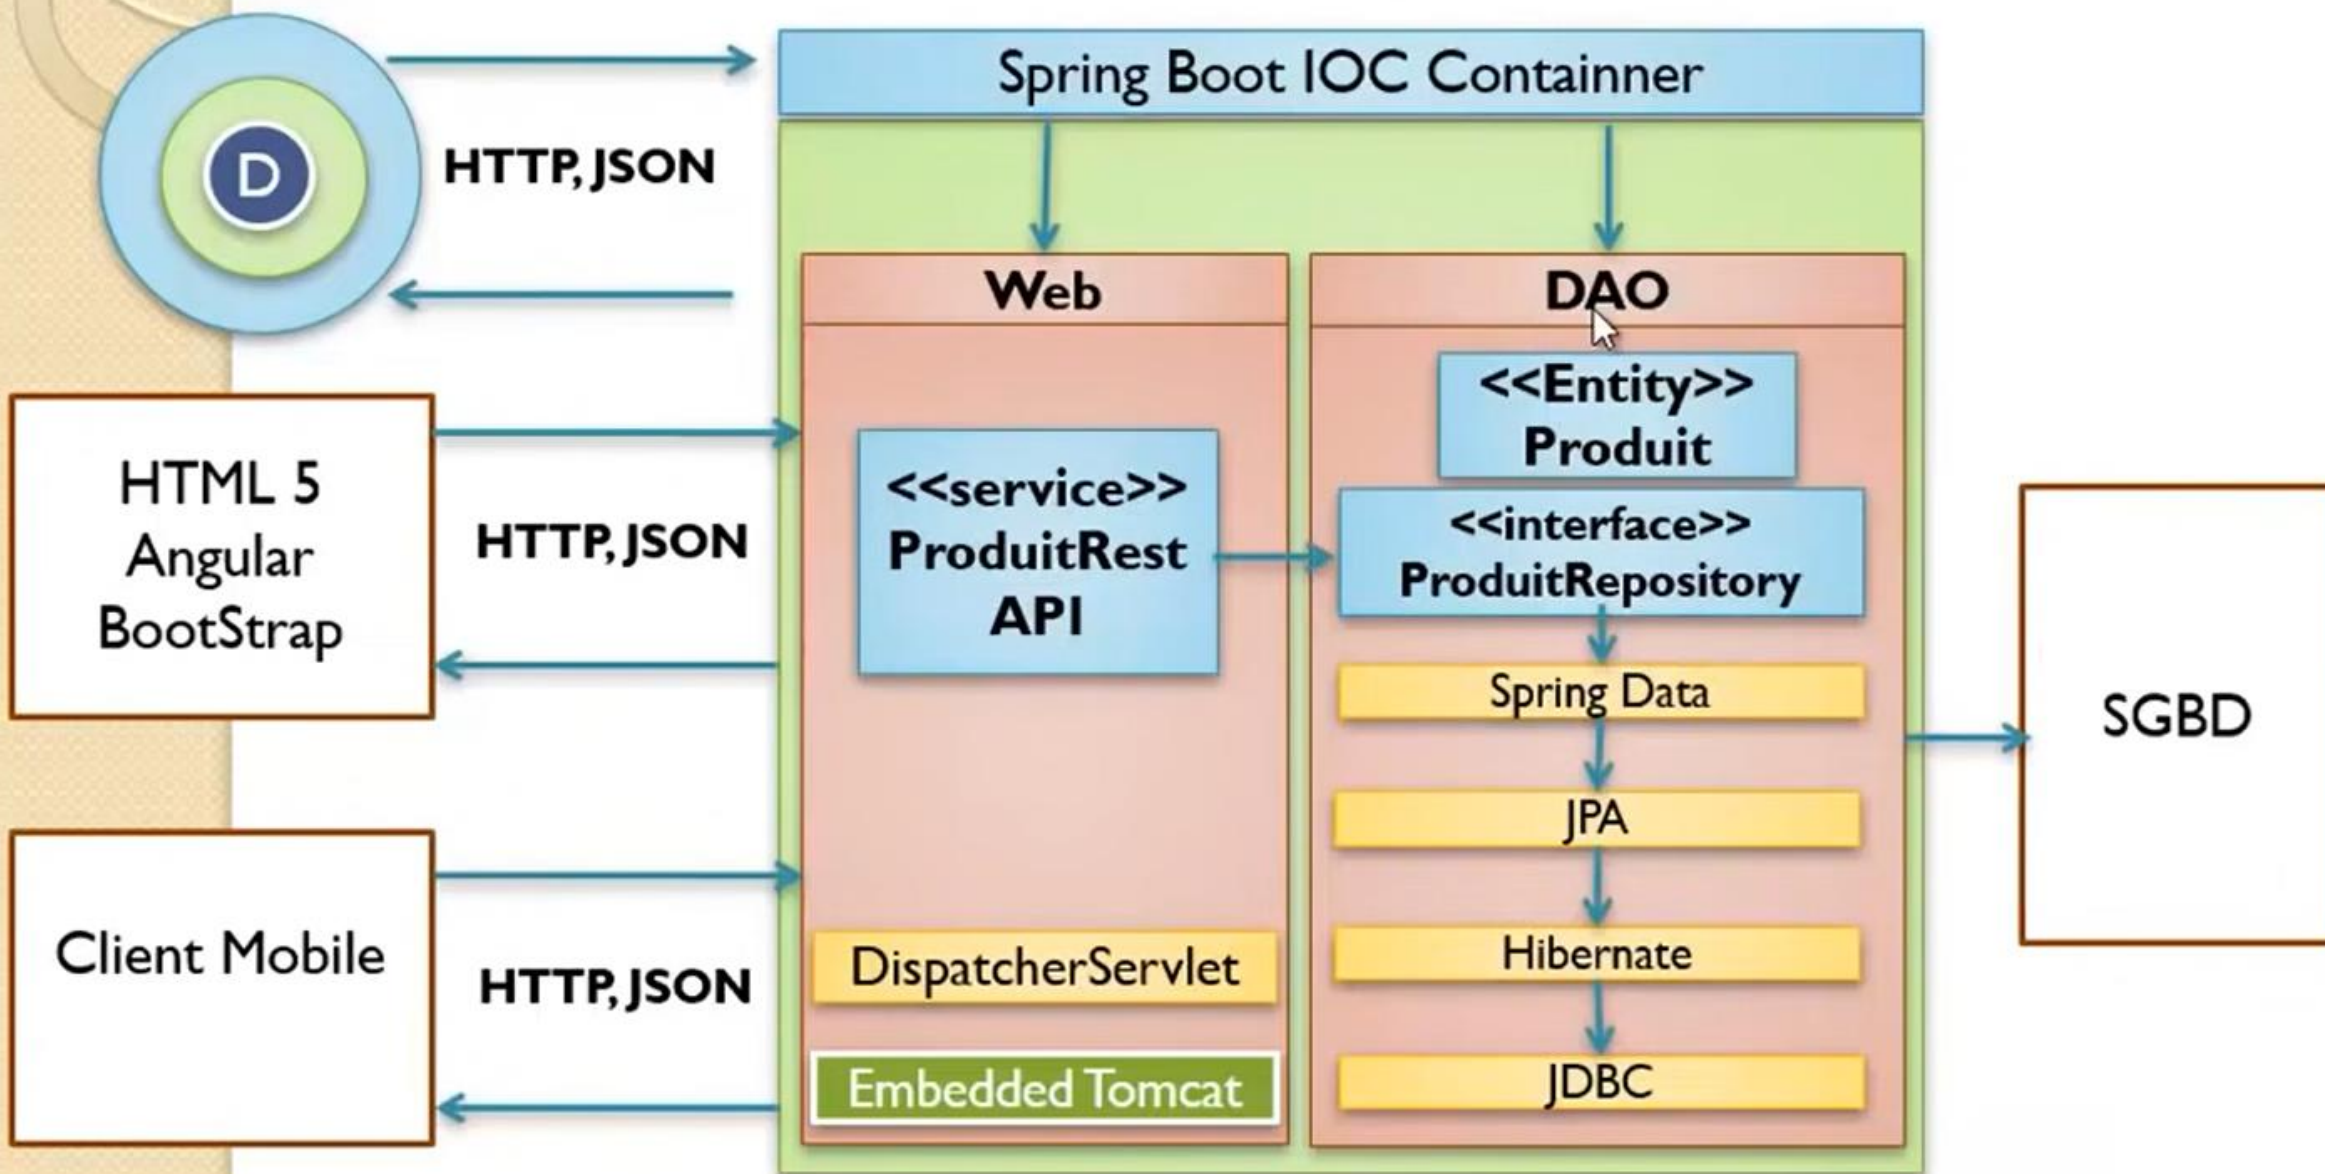 Spring Boot IOC Containner
D
HTTP, JSON
Web
DAO
<<Entity>>
Produit
HTML 5
Angular
BootStrap
HTTP, JSON
<<service>>
ProduitRest
API
<<interface>>
ProduitRepository
Spring Data
SGBD
JPA
Client Mobile
HTTP, JSON
DispatcherServlet
Hibernate
Embedded Tomcat
JDBC